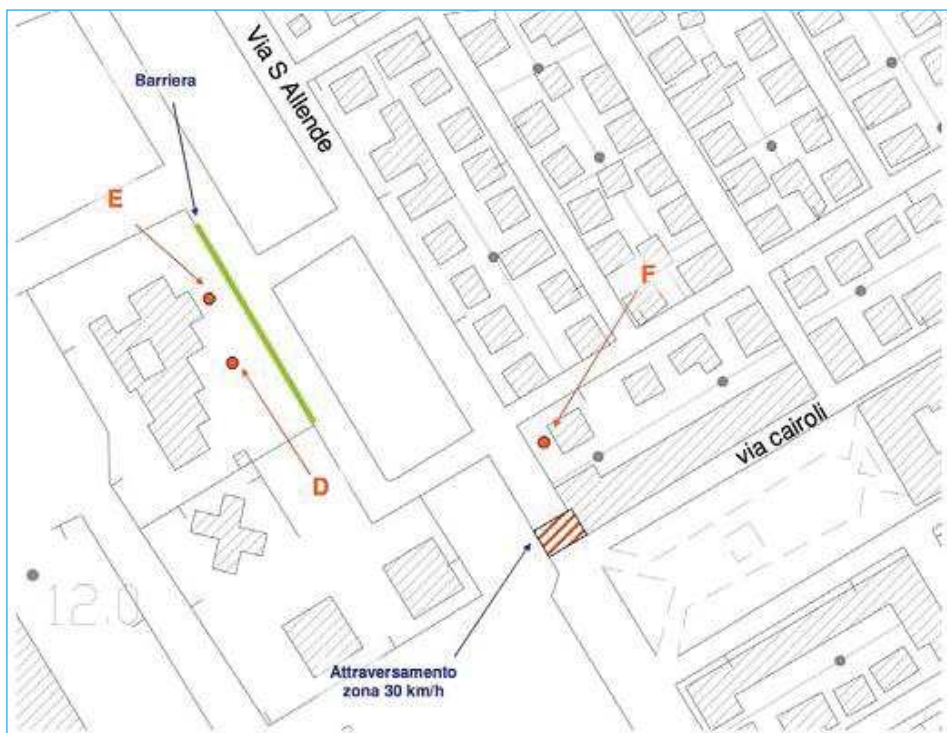 Via S Allende
Barriera
E
F
D
via cairoli
12.0
Attraversamento
zona 30 km/h